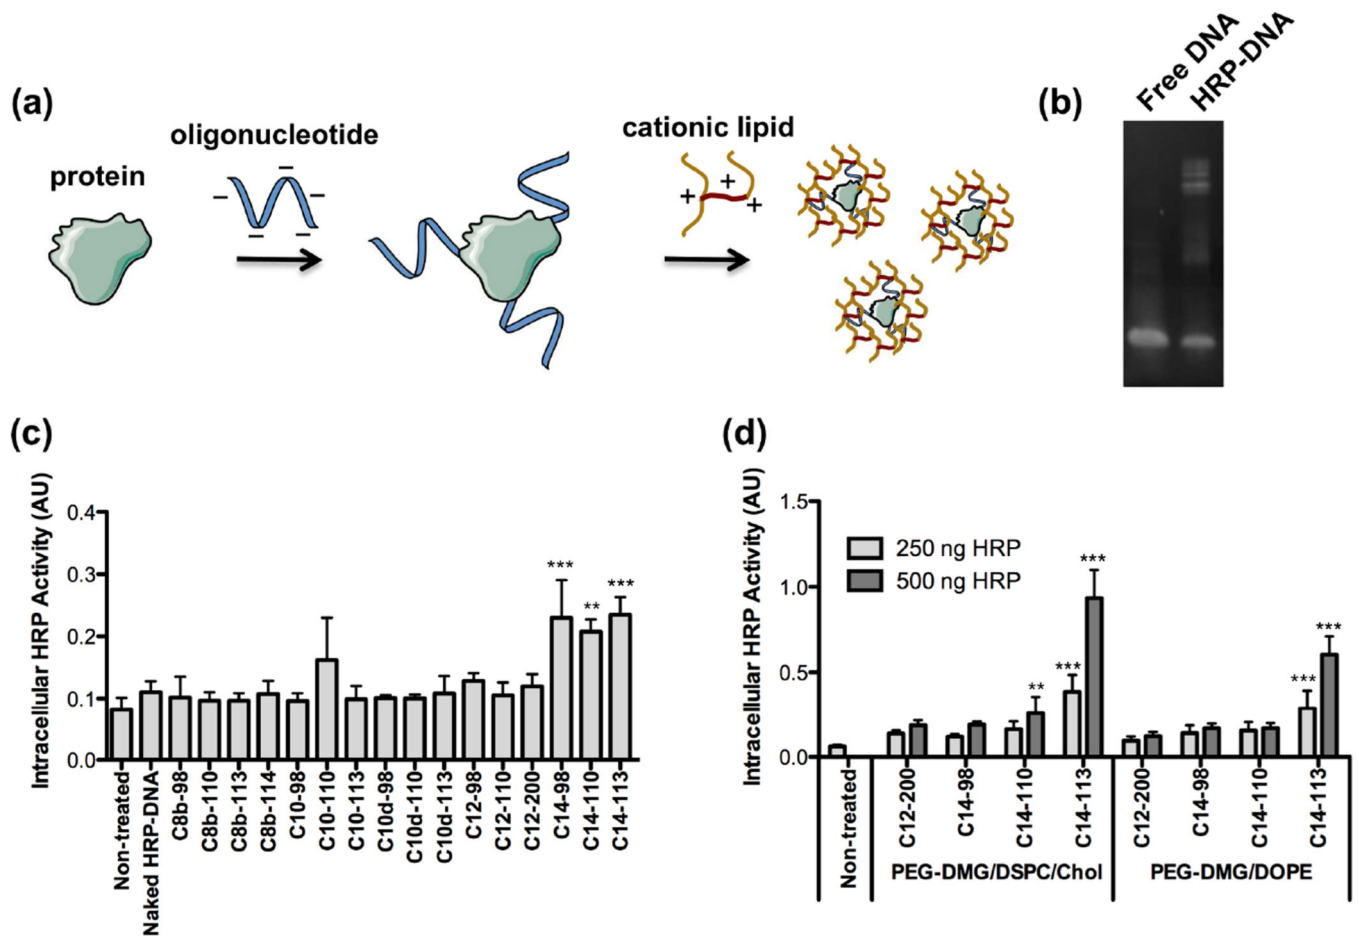 (a)
protein
oligonucleotide
− − − − −
cationic lipid
+ + +
(b)
Free DNA
HRP-DNA
(c)
Intracellular HRP Activity (AU)
0.4
0.3
0.2
0.1
0.0
***
**
***
Non-treated
Naked HRP-DNA
C8b-98
C8b-110
C8b-113
C8b-114
C10-98
C10-110
C10-113
C10d-98
C10d-110
C10d-113
C12-98
C12-110
C12-200
C14-98
C14-110
C14-113
(d)
Intracellular HRP Activity (AU)
1.5
1.0
0.5
0.0
250 ng HRP
500 ng HRP
**
***
***
***
***
Non-treated
C12-200
C14-98
C14-110
C14-113
C12-200
C14-98
C14-110
C14-113
PEG-DMG/DSPC/Chol
PEG-DMG/DOPE